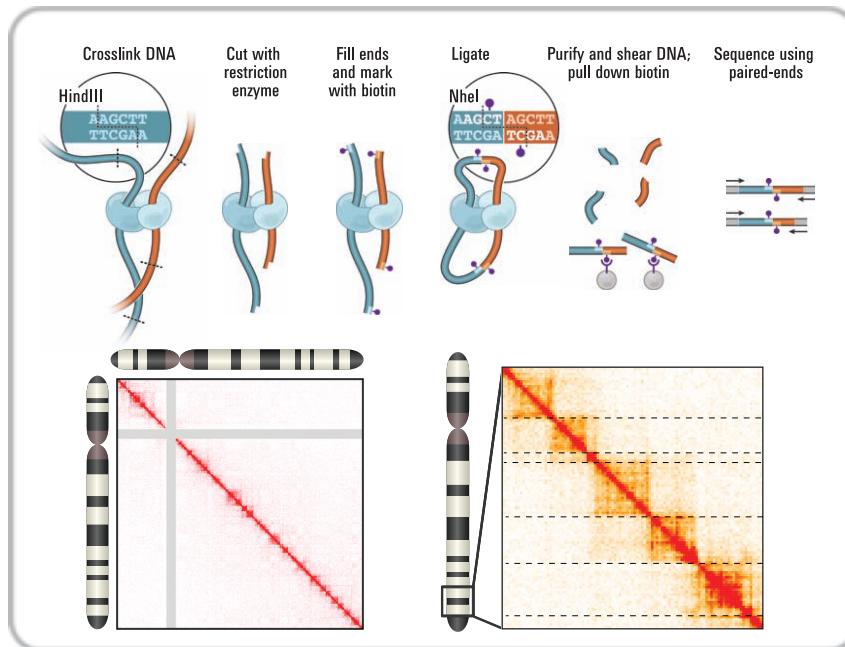 Crosslink DNA
Cut with
restriction
enzyme
Fill ends
and mark
with biotin
Ligate
Purify and shear DNA;
pull down biotin
Sequence using
paired-ends
HindIII
AAGCTT
TTCGAA
NheI
AAGCT AGCTT
TTCGA TCGAA